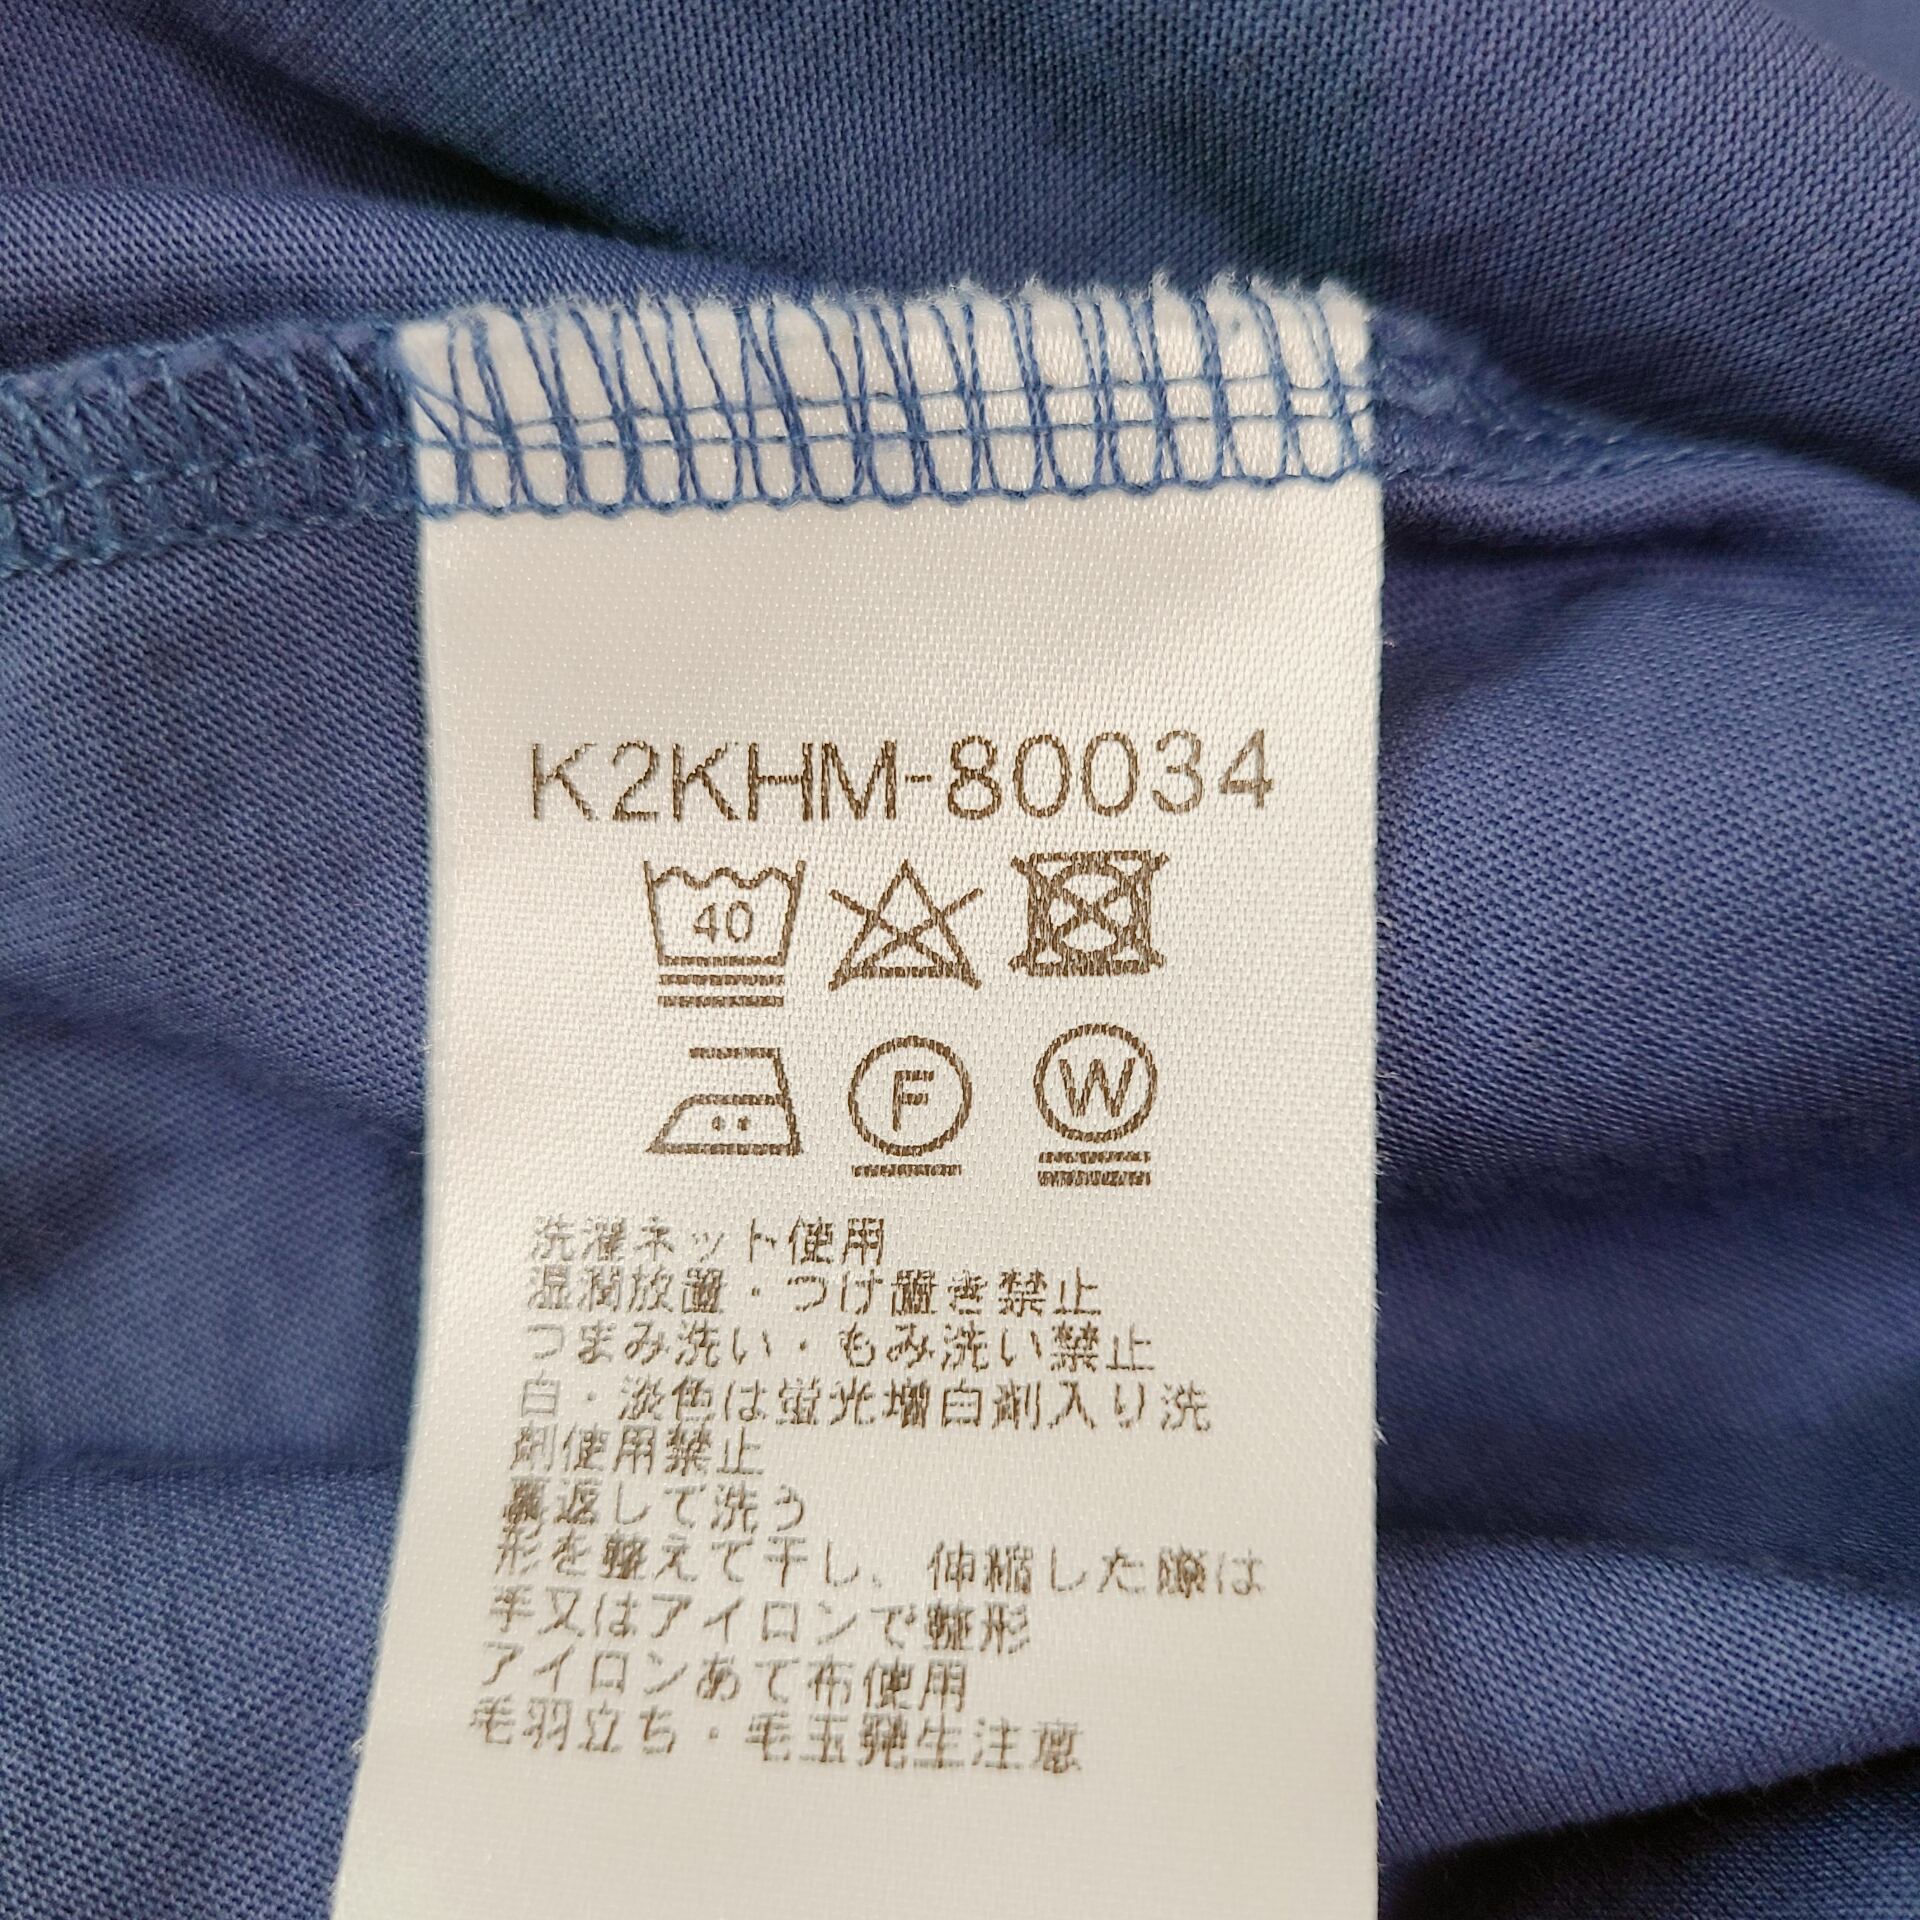 K2KHM-80034
40
F W
洗濯ネット使用
湿潤放置・つけ置き禁止
つまみ洗い・もみ洗い禁止
白・淡色は蛍光増白剤入り洗
剤使用禁止
裏返しで洗う
形を整えて干し、伸縮した際は
手又はアイロンで整形
アイロンあて布使用
毛羽立ち・毛玉発生注意